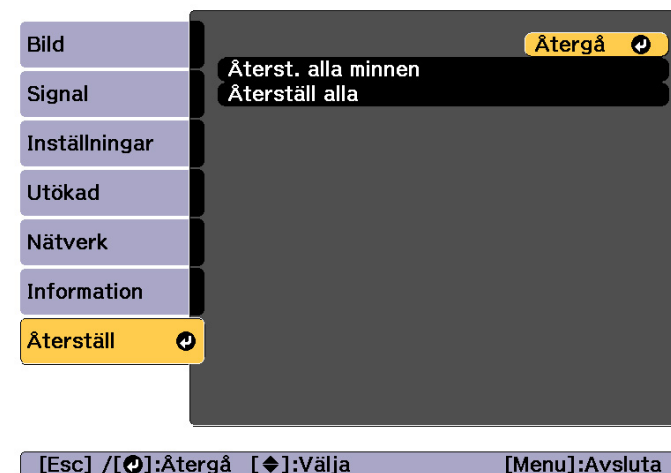 Bild
Signal
Inställningar
Utökad
Nätverk
Information
Återställ
Återgå
Återst. alla minnen
Återställ alla
[Esc] /[⏎]:Återgå [◆]:Välja [Menu]:Avsluta